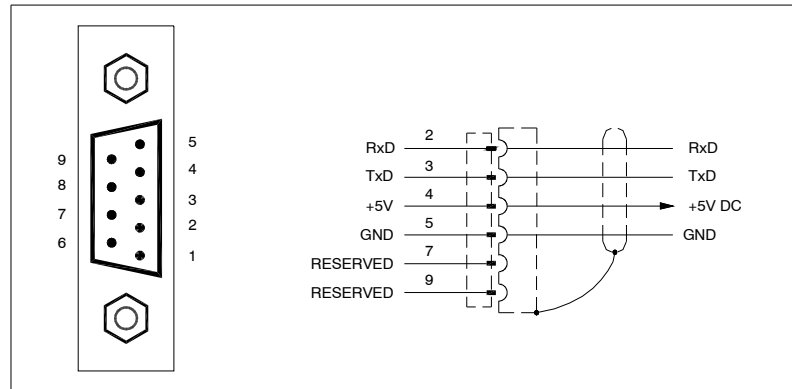 5
9
4
8
3
7
2
6
1
RxD 2 RxD
TxD 3 TxD
+5V 4 +5V DC
GND 5 GND
RESERVED 7
RESERVED 9